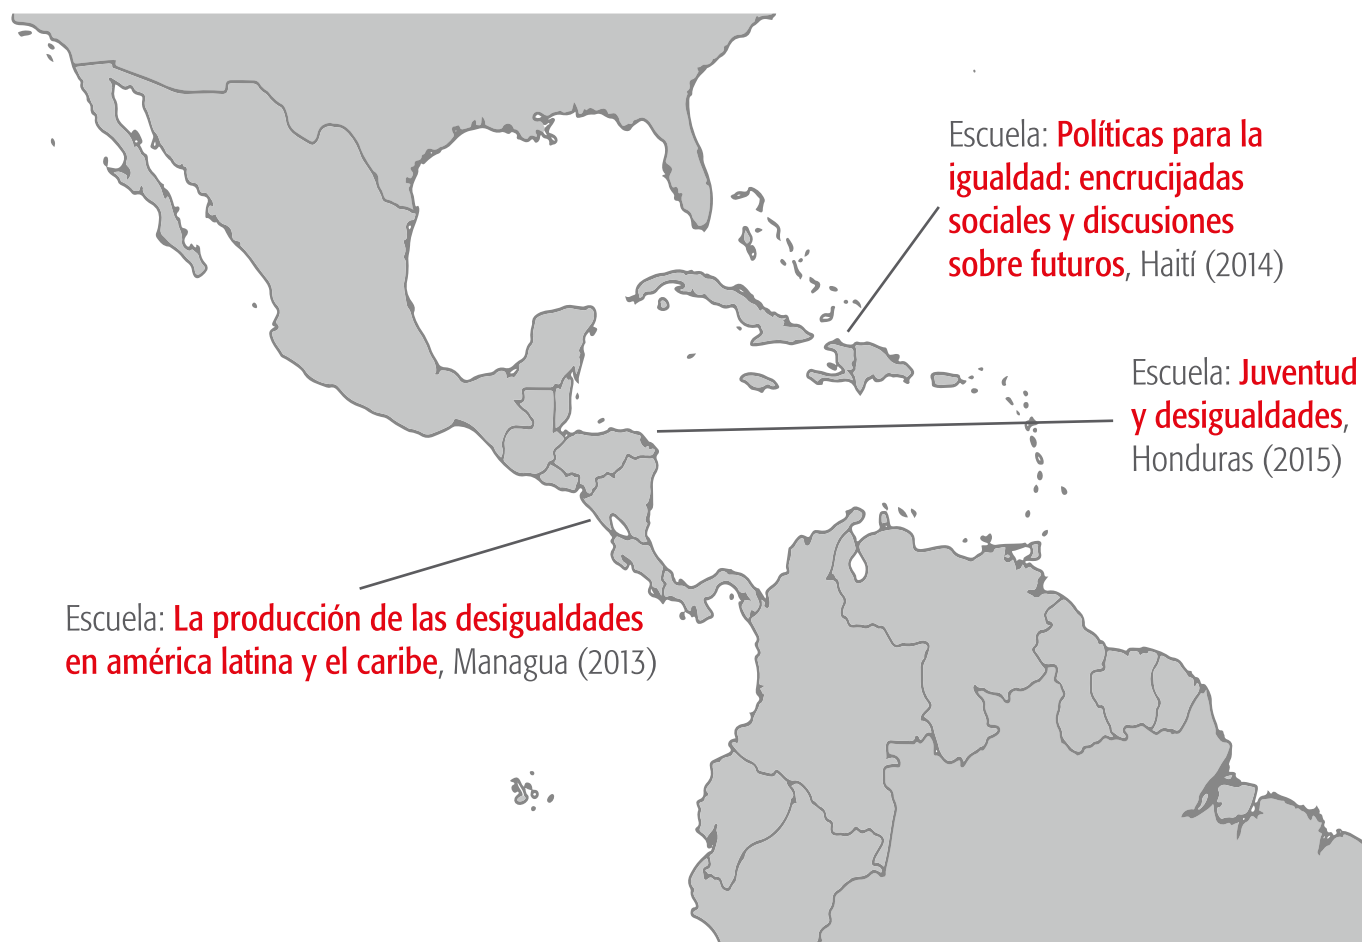 Escuela: Políticas para la
igualdad: encrucijadas
sociales y discusiones
sobre futuros, Haití (2014)
Escuela: Juventud
y desigualdades,
Honduras (2015)
Escuela: La producción de las desigualdades
en américa latina y el caribe, Managua (2013)